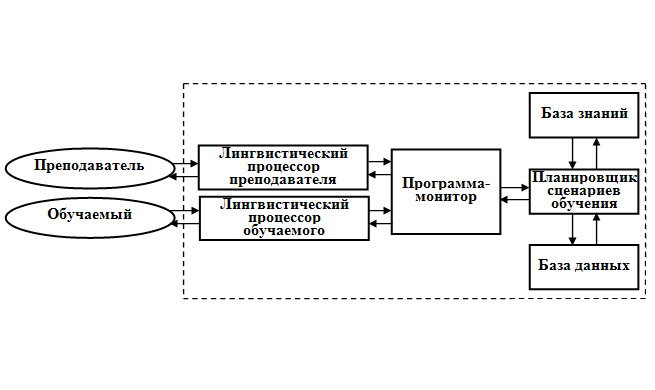 База знаний
Преподаватель
Лингвистический
процессор
преподавателя
Программа-
монитор
Планировщик
сценариев
обучения
Обучаемый
Лингвистический
процессор
обучаемого
База данных